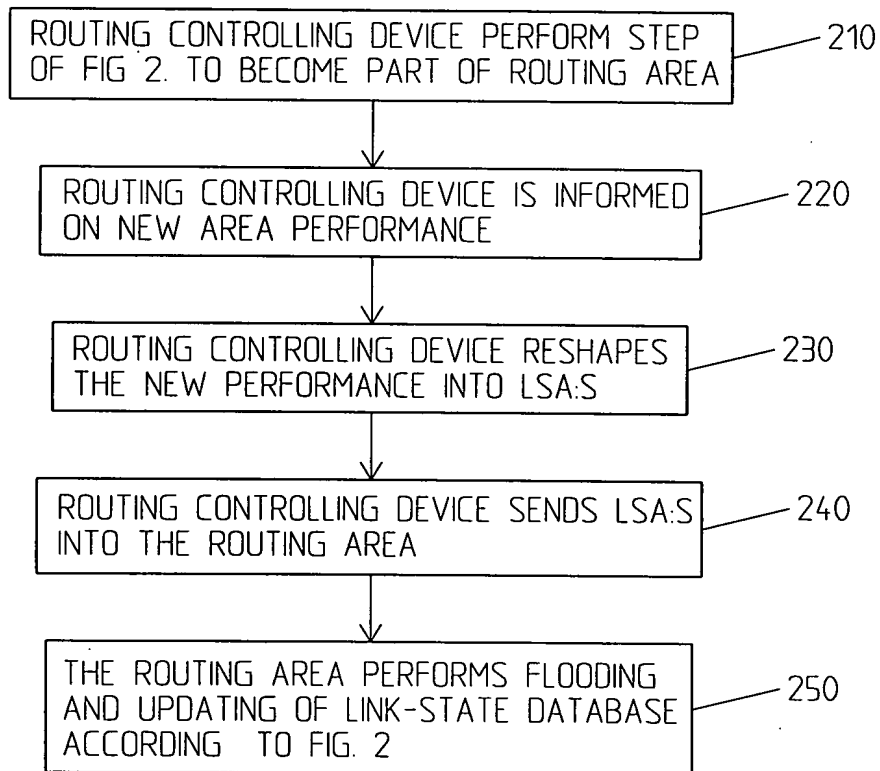 ROUTING CONTROLLING DEVICE PERFORM STEP
OF FIG 2. TO BECOME PART OF ROUTING AREA
210
ROUTING CONTROLLING DEVICE IS INFORMED
ON NEW AREA PERFORMANCE
220
ROUTING CONTROLLING DEVICE RESHAPES
THE NEW PERFORMANCE INTO LSA:S
230
ROUTING CONTROLLING DEVICE SENDS LSA:S
INTO THE ROUTING AREA
240
THE ROUTING AREA PERFORMS FLOODING
AND UPDATING OF LINK-STATE DATABASE
ACCORDING TO FIG. 2
250